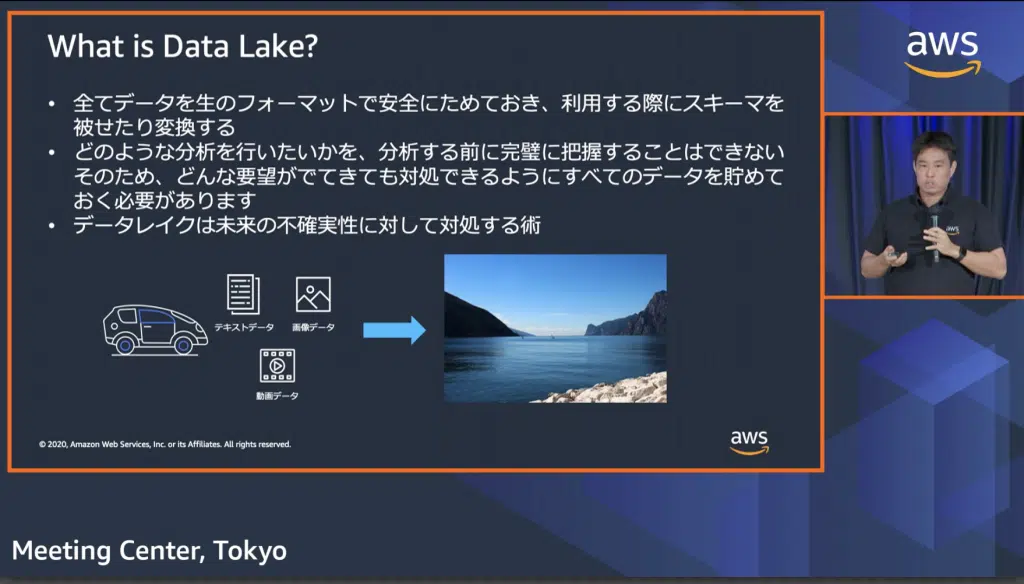 What is Data Lake?
aws
• 全てデータを生のフォーマットで安全にためておき、利用する際にスキーマを
被せたり変換する
• どのような分析を行いたいかを、分析する前に完璧に把握することはできない
そのため、どんな要望がでてきても対処できるようにすべてのデータを貯めて
おく必要があります
• データレイクは未来の不確実性に対して対処する術
aws
テキストデータ
画像データ
動画データ
© 2020, Amazon Web Services, Inc. or its Affiliates. All rights reserved.
aws
Meeting Center, Tokyo